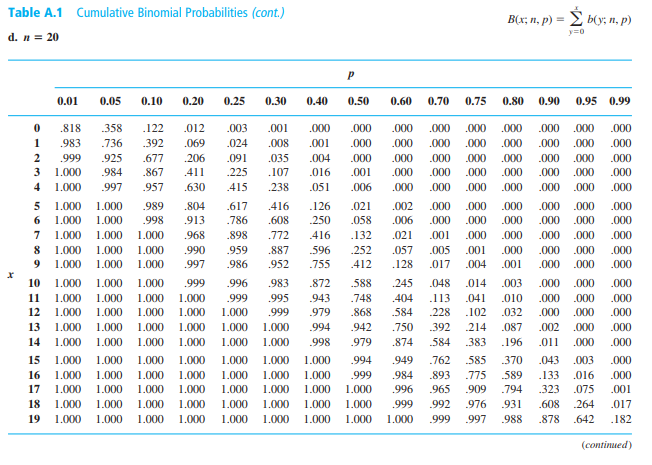 Table A.1 Cumulative Binomial Probabilities (cont.)
B(x; n, p) = Σ b(y; n, p)
x
y=0
d. n = 20
p
0.01 0.05 0.10 0.20 0.25 0.30 0.40 0.50 0.60 0.70 0.75 0.80 0.90 0.95 0.99
0 .818 .358 .122 .012 .003 .001 .000 .000 .000 .000 .000 .000 .000 .000 .000
1 .983 .736 .392 .069 .024 .008 .001 .000 .000 .000 .000 .000 .000 .000 .000
2 .999 .925 .677 .206 .091 .035 .004 .000 .000 .000 .000 .000 .000 .000 .000
3 1.000 .984 .867 .411 .225 .107 .016 .001 .000 .000 .000 .000 .000 .000 .000
4 1.000 .997 .957 .630 .415 .238 .051 .006 .000 .000 .000 .000 .000 .000 .000
5 1.000 1.000 .989 .804 .617 .416 .126 .021 .002 .000 .000 .000 .000 .000 .000
6 1.000 1.000 .998 .913 .786 .608 .250 .058 .006 .000 .000 .000 .000 .000 .000
7 1.000 1.000 1.000 .968 .898 .772 .416 .132 .021 .001 .000 .000 .000 .000 .000
8 1.000 1.000 1.000 .990 .959 .887 .596 .252 .057 .005 .001 .000 .000 .000 .000
9 1.000 1.000 1.000 .997 .986 .952 .755 .412 .128 .017 .004 .001 .000 .000 .000
x
10 1.000 1.000 1.000 .999 .996 .983 .872 .588 .245 .048 .014 .003 .000 .000 .000
11 1.000 1.000 1.000 1.000 .999 .995 .943 .748 .404 .113 .041 .010 .000 .000 .000
12 1.000 1.000 1.000 1.000 1.000 .999 .979 .868 .584 .228 .102 .032 .000 .000 .000
13 1.000 1.000 1.000 1.000 1.000 1.000 .994 .942 .750 .392 .214 .087 .002 .000 .000
14 1.000 1.000 1.000 1.000 1.000 1.000 .998 .979 .874 .584 .383 .196 .011 .000 .000
15 1.000 1.000 1.000 1.000 1.000 1.000 1.000 .994 .949 .762 .585 .370 .043 .003 .000
16 1.000 1.000 1.000 1.000 1.000 1.000 1.000 .999 .984 .893 .775 .589 .133 .016 .000
17 1.000 1.000 1.000 1.000 1.000 1.000 1.000 1.000 .996 .965 .909 .794 .323 .075 .001
18 1.000 1.000 1.000 1.000 1.000 1.000 1.000 1.000 .999 .992 .976 .931 .608 .264 .017
19 1.000 1.000 1.000 1.000 1.000 1.000 1.000 1.000 1.000 .999 .997 .988 .878 .642 .182
(continued)